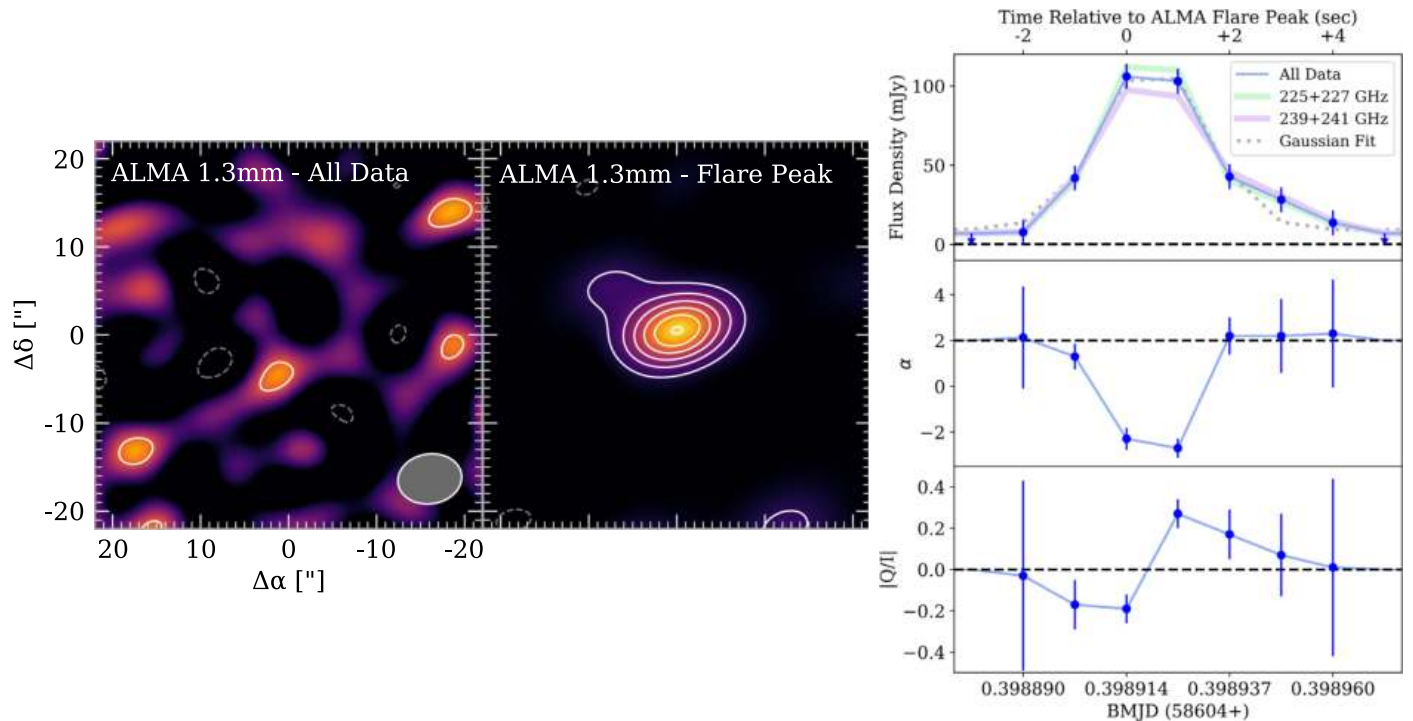 ALMA 1.3mm - All Data
ALMA 1.3mm - Flare Peak
20
10
0
-10
-20
Δδ ["]
20
10
0
-10
-20
Δα ["]
Time Relative to ALMA Flare Peak (sec)
-2
0
+2
+4
All Data
225+227 GHz
239+241 GHz
Gaussian Fit
100
50
0
Flux Density (mJy)
4
2
0
−2
α
0.4
0.2
0.0
−0.2
−0.4
|Q/I|
0.398890
0.398914
0.398937
0.398960
BMJD (58604+)